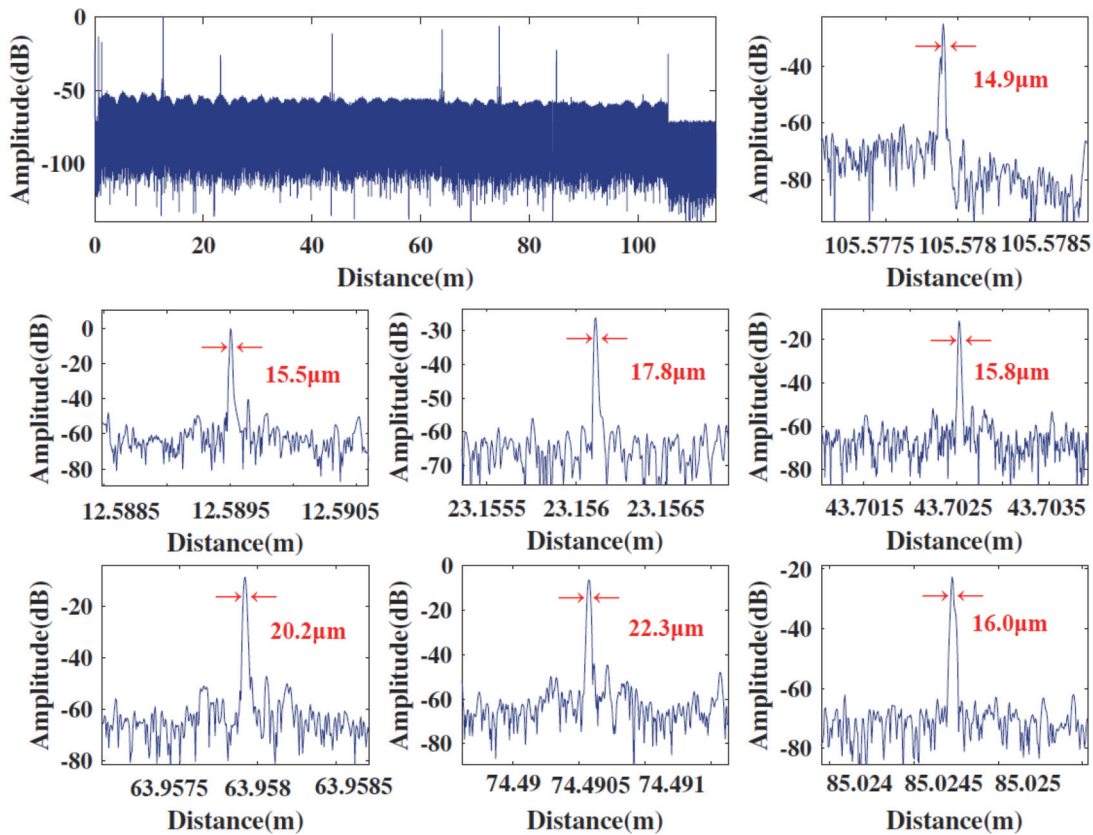 Amplitude(dB)
0
-50
-100
0 20 40 60 80 100
Distance(m)
Amplitude(dB)
-40
-60
-80
14.9μm
105.5775 105.578 105.5785
Distance(m)
Amplitude(dB)
0
-20
-40
-60
-80
15.5μm
12.5885 12.5895 12.5905
Distance(m)
Amplitude(dB)
-30
-40
-50
-60
-70
17.8μm
23.1555 23.156 23.1565
Distance(m)
Amplitude(dB)
-20
-40
-60
-80
15.8μm
43.7015 43.7025 43.7035
Distance(m)
Amplitude(dB)
-20
-40
-60
-80
20.2μm
63.9575 63.958 63.9585
Distance(m)
Amplitude(dB)
0
-20
-40
-60
-80
22.3μm
74.49 74.4905 74.491
Distance(m)
Amplitude(dB)
-20
-40
-60
-80
16.0μm
85.024 85.0245 85.025
Distance(m)